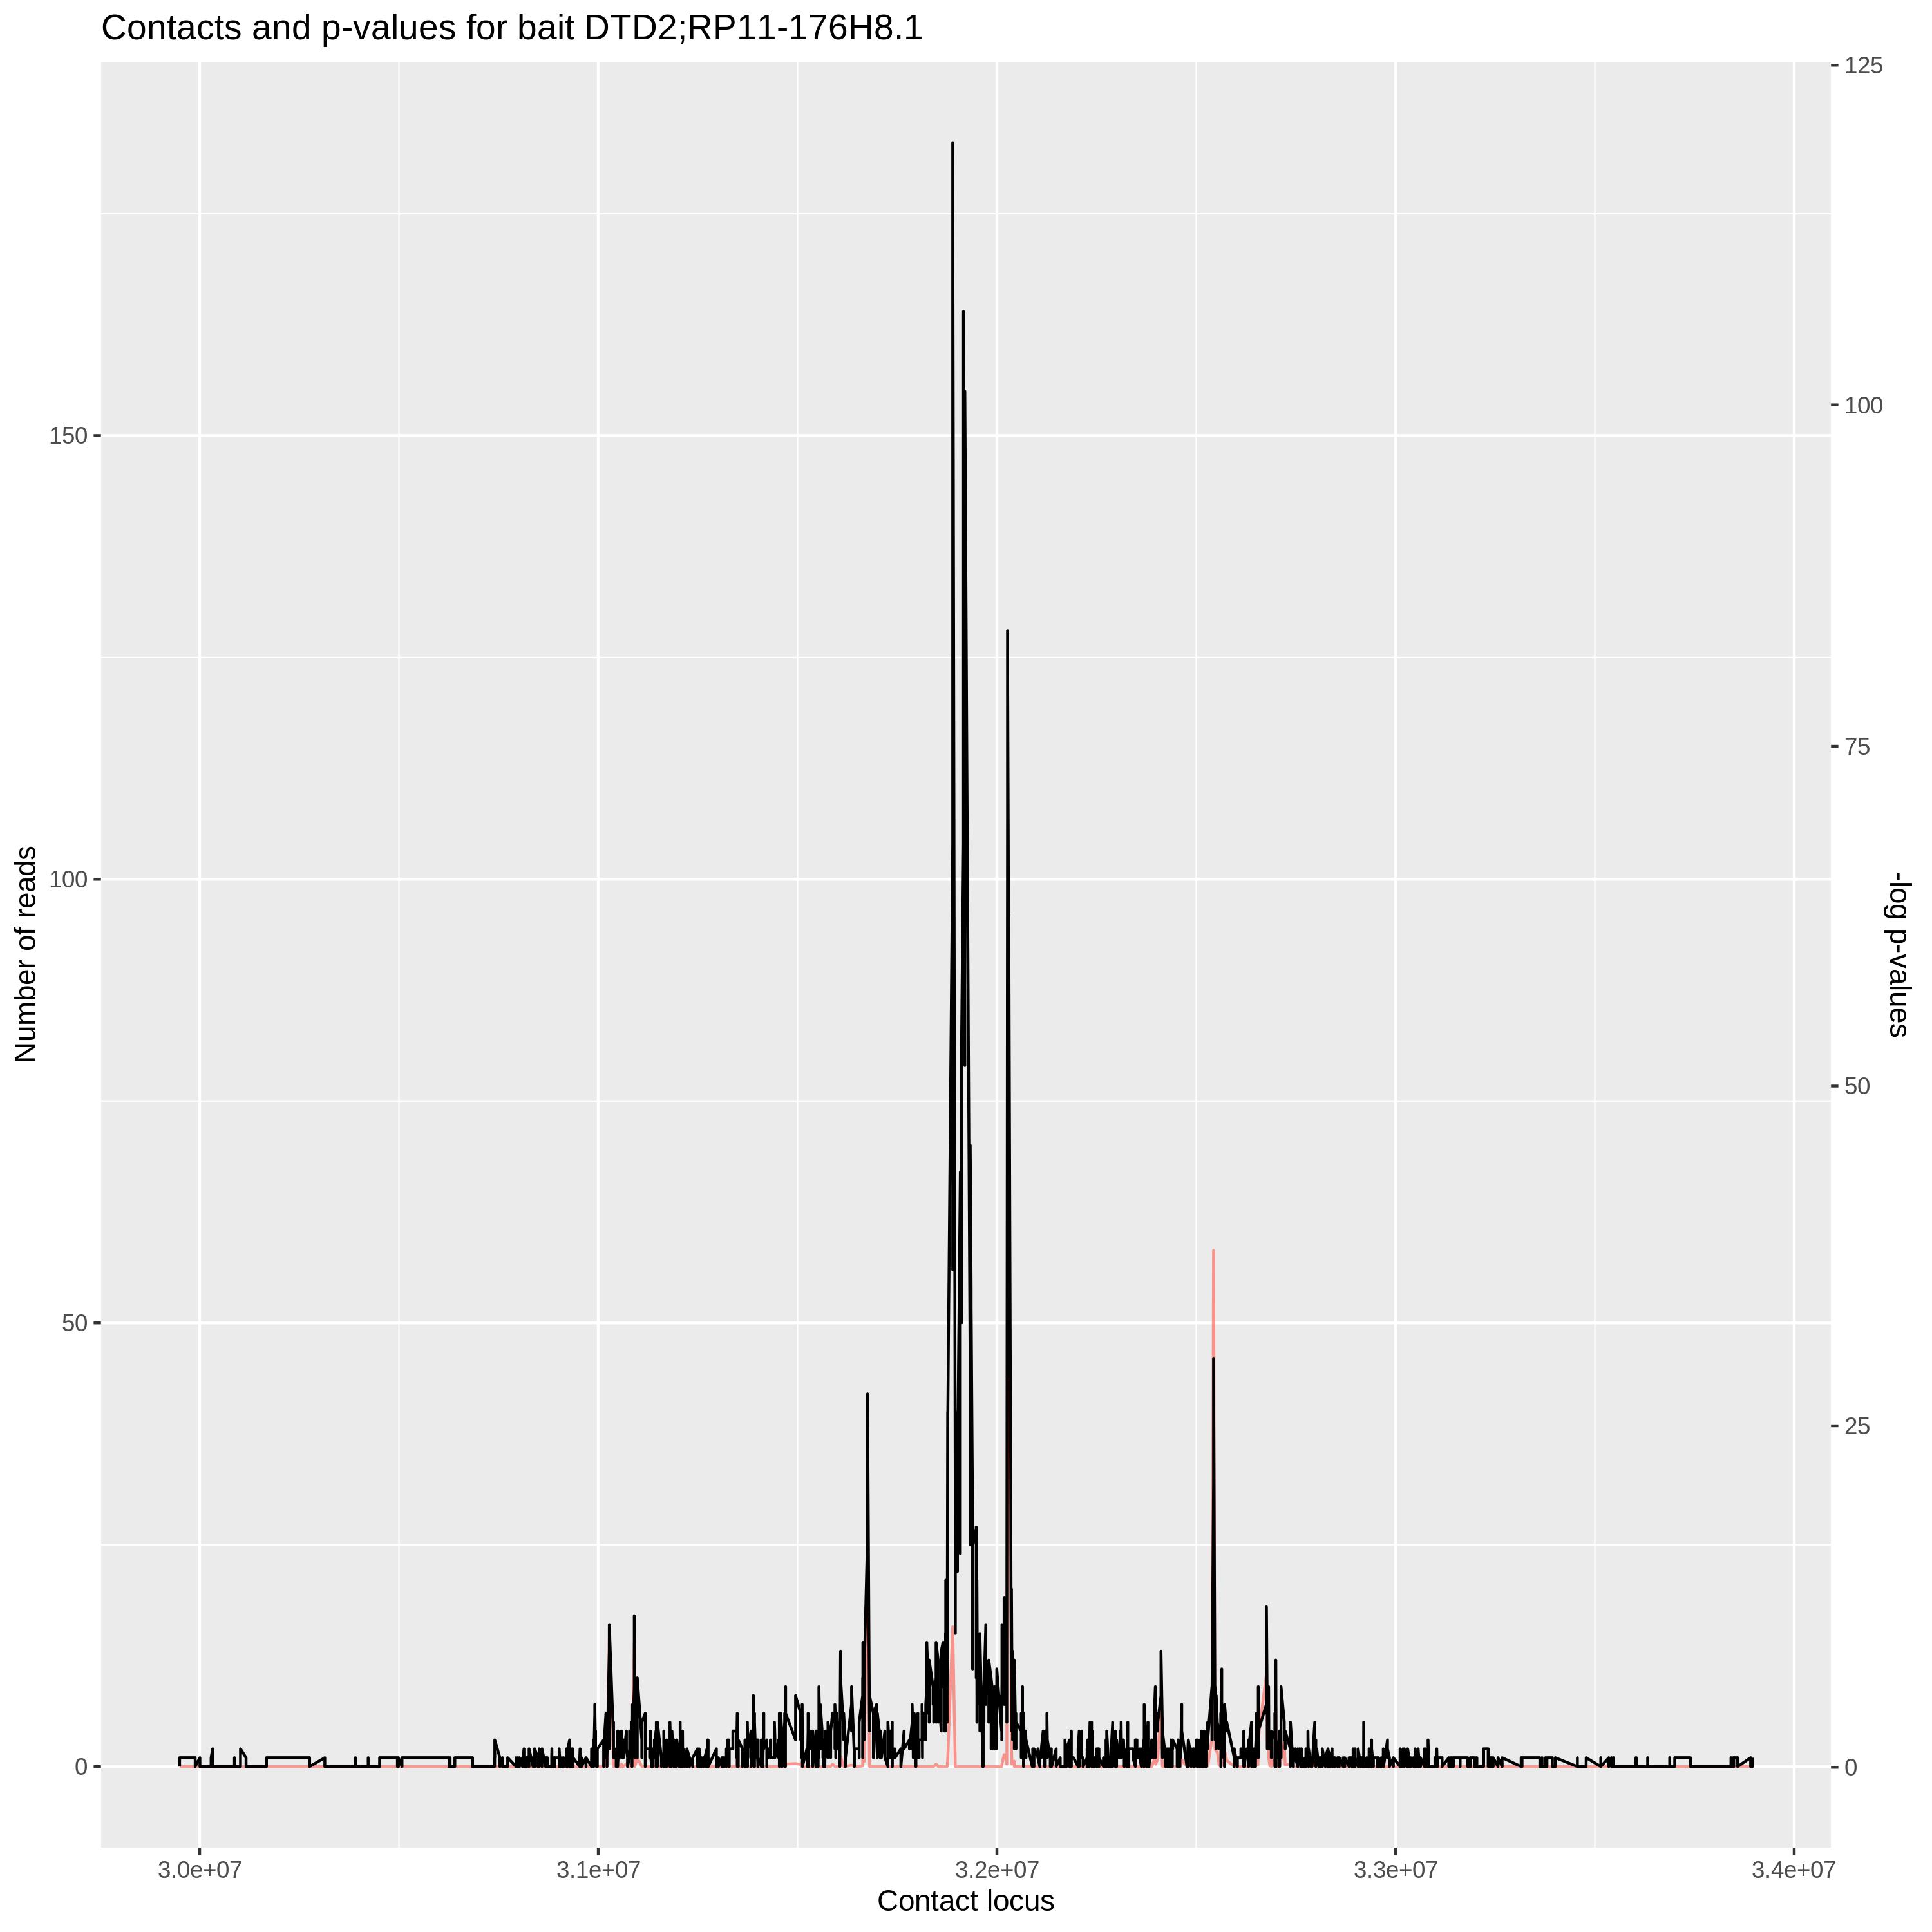 Contacts and p-values for bait DTD2;RP11-176H8.1
125
100
75
50
25
0
-log p-values
150
100
50
0
Number of reads
3.0e+07 3.1e+07 3.2e+07 3.3e+07 3.4e+07
Contact locus